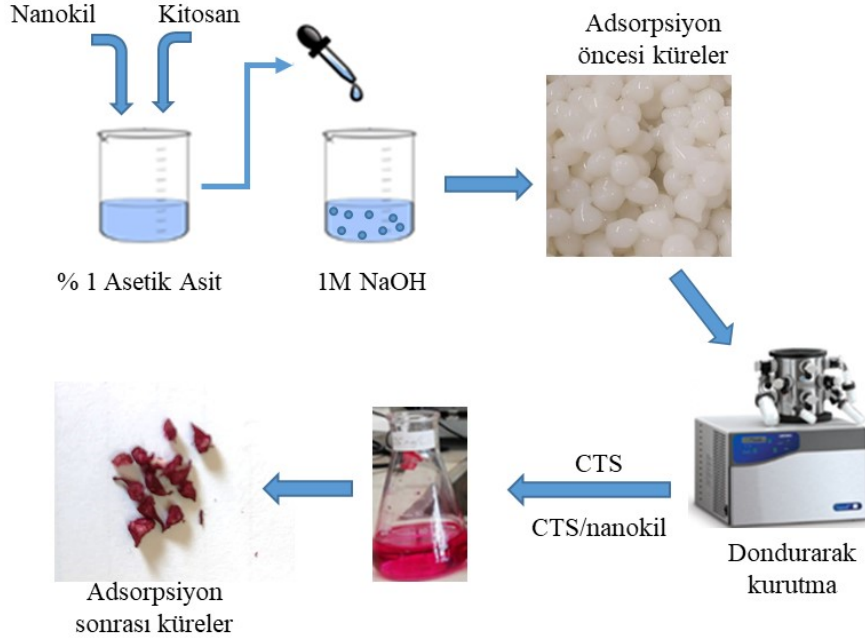 Nanokil
Kitosan
Adsorpsiyon
öncesi küreler
% 1 Asetik Asit
1M NaOH
CTS
CTS/nanokil
Dondurarak
kurutma
Adsorpsiyon
sonrası küreler